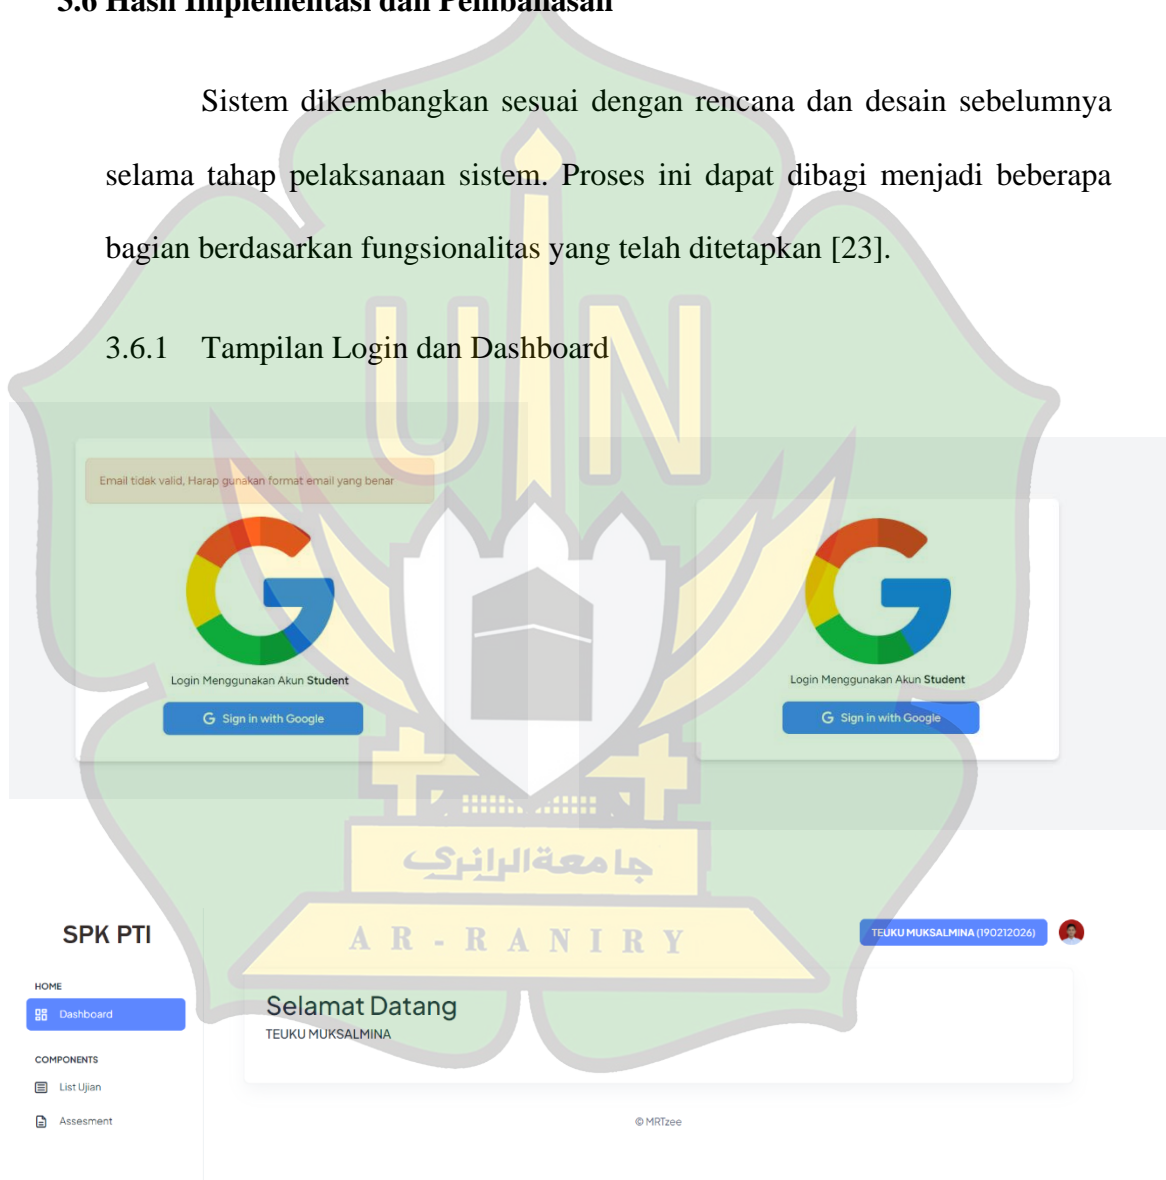 3.6 Hasil Implementasi dan Pembahasan
Sistem dikembangkan sesuai dengan rencana dan desain sebelumnya
selama tahap pelaksanaan sistem. Proses ini dapat dibagi menjadi beberapa
bagian berdasarkan fungsionalitas yang telah ditetapkan [23].
UIN
3.6.1 Tampilan Login dan Dashboard
Email tidak valid, Harap gunakan format email yang benar
Login Menggunakan Akun Student
G Sign in with Google
Login Menggunakan Akun Student
G Sign in with Google
جامعة الرانري
AR-RANIRY
SPK PTI
TEUKU MUKSALMINA (190212026)
HOME
Dashboard
Selamat Datang
TEUKU MUKSALMINA
COMPONENTS
List Ujian
Assesment
© MRTzee